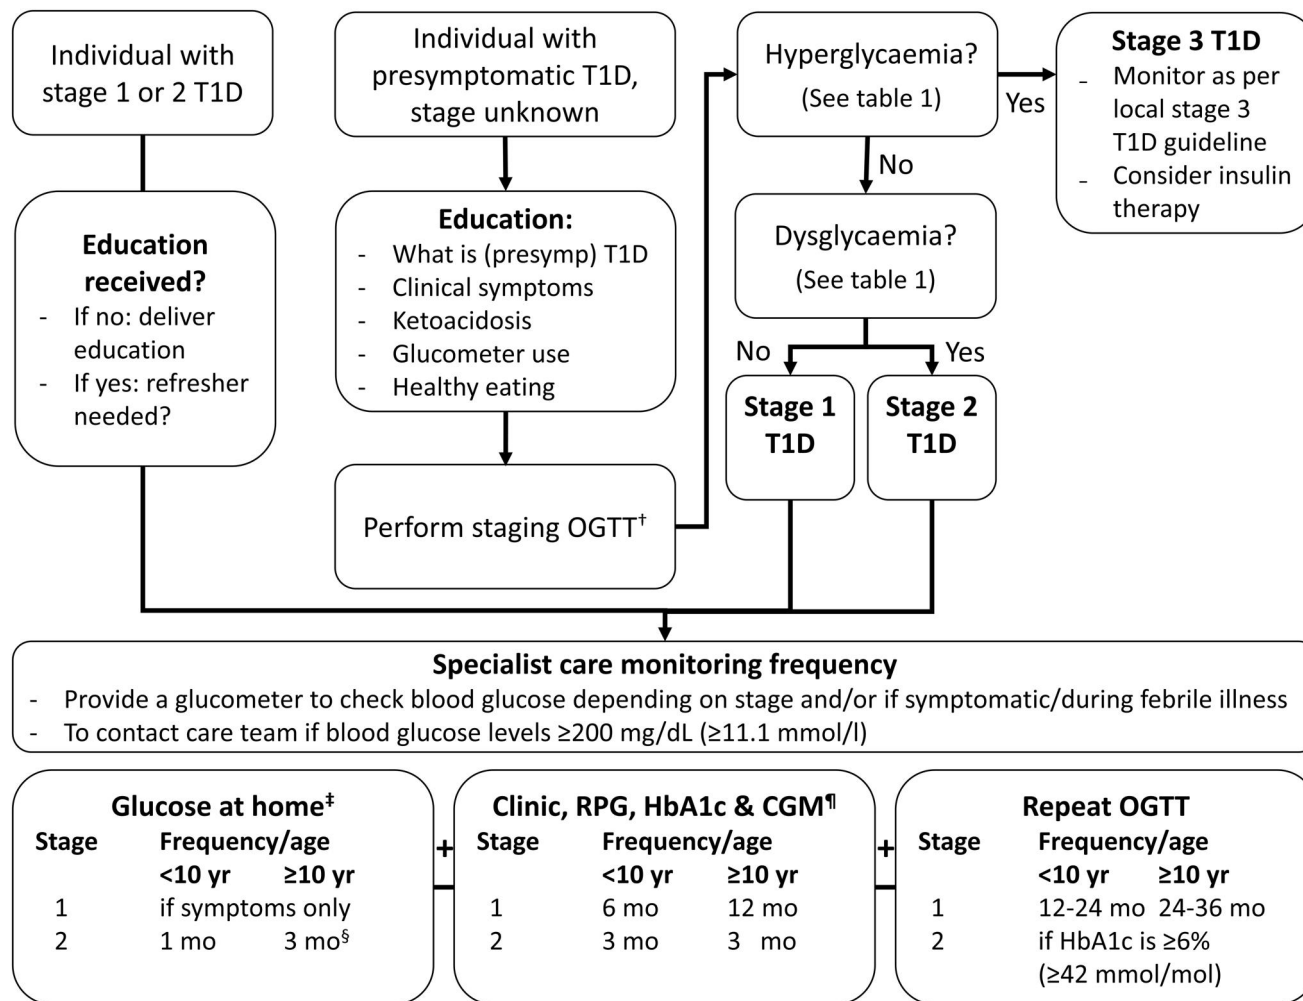 Individual with
stage 1 or 2 T1D
Education
received?
- If no: deliver
education
- If yes: refresher
needed?
Individual with
presymptomatic T1D,
stage unknown
Education:
- What is (presymp) T1D
- Clinical symptoms
- Ketoacidosis
- Glucometer use
- Healthy eating
Perform staging OGTT†
Hyperglycaemia?
(See table 1)
Yes
No
Stage 3 T1D
- Monitor as per
local stage 3
T1D guideline
- Consider insulin
therapy
Dysglycaemia?
(See table 1)
No
Yes
Stage 1
T1D
Stage 2
T1D
Specialist care monitoring frequency
- Provide a glucometer to check blood glucose depending on stage and/or if symptomatic/during febrile illness
- To contact care team if blood glucose levels ≥200 mg/dL (≥11.1 mmol/l)
Glucose at home‡
Stage Frequency/age
<10 yr ≥10 yr
1 if symptoms only
2 1 mo 3 mo§
+
Clinic, RPG, HbA1c & CGM¶
Stage Frequency/age
<10 yr ≥10 yr
1 6 mo 12 mo
2 3 mo 3 mo
+
Repeat OGTT
Stage Frequency/age
<10 yr ≥10 yr
1 12-24 mo 24-36 mo
2 if HbA1c is ≥6%
(≥42 mmol/mol)